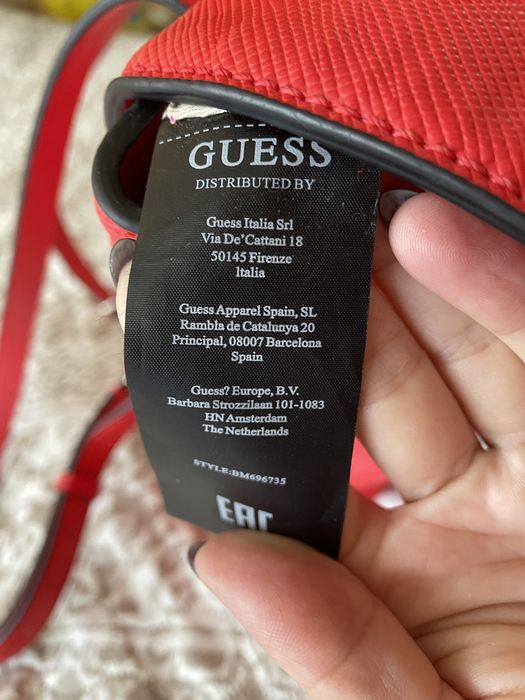 GUESS
DISTRIBUTED BY
Guess Italia Srl
Via De' Cattani 18
50145 Firenze
Italia
Guess Apparel Spain, SL
Rambla de Catalunya 20
Principal, 08007 Barcelona
Spain
Guess? Europe, B.V.
Barbara Strozzilaan 101-1083
HN Amsterdam
The Netherlands
STYLE:BM696735
EAC